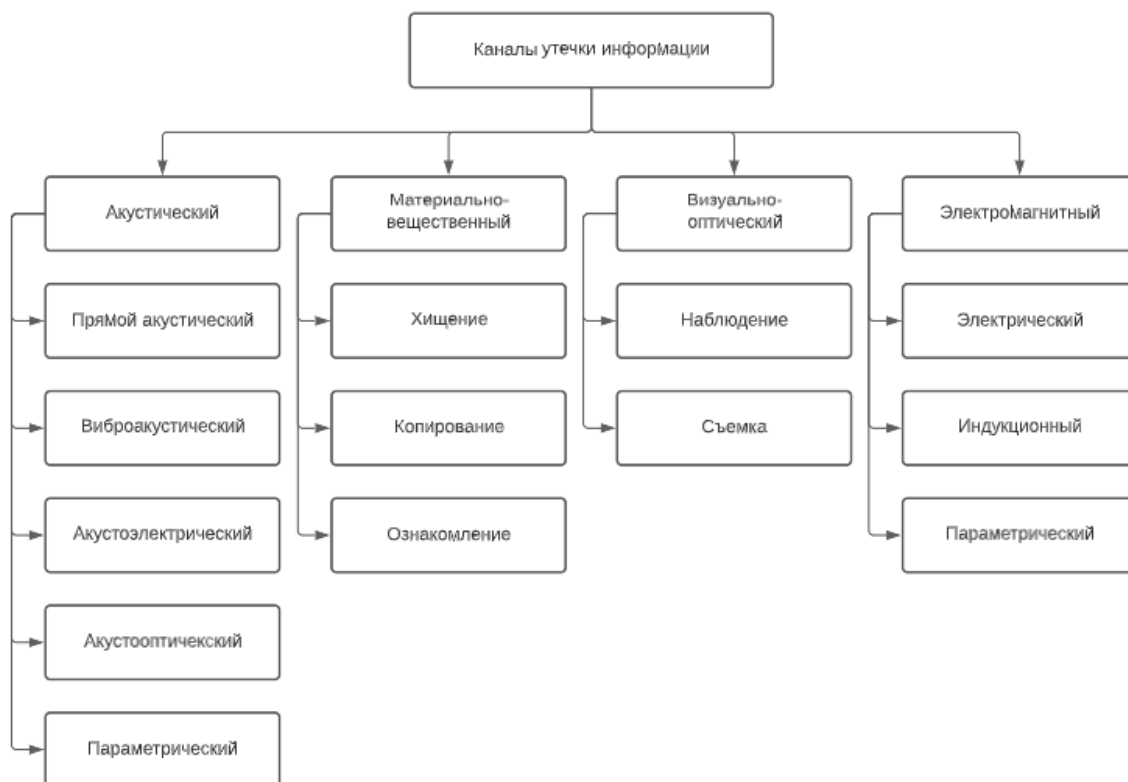 Каналы утечки информации
Акустический
Материально-
вещественный
Визуально-
оптический
Электромагнитный
Прямой акустический
Хищение
Наблюдение
Электрический
Виброакустический
Копирование
Съемка
Индукционный
Акустоэлектрический
Ознакомление
Параметрический
Акустооптичекский
Параметрический